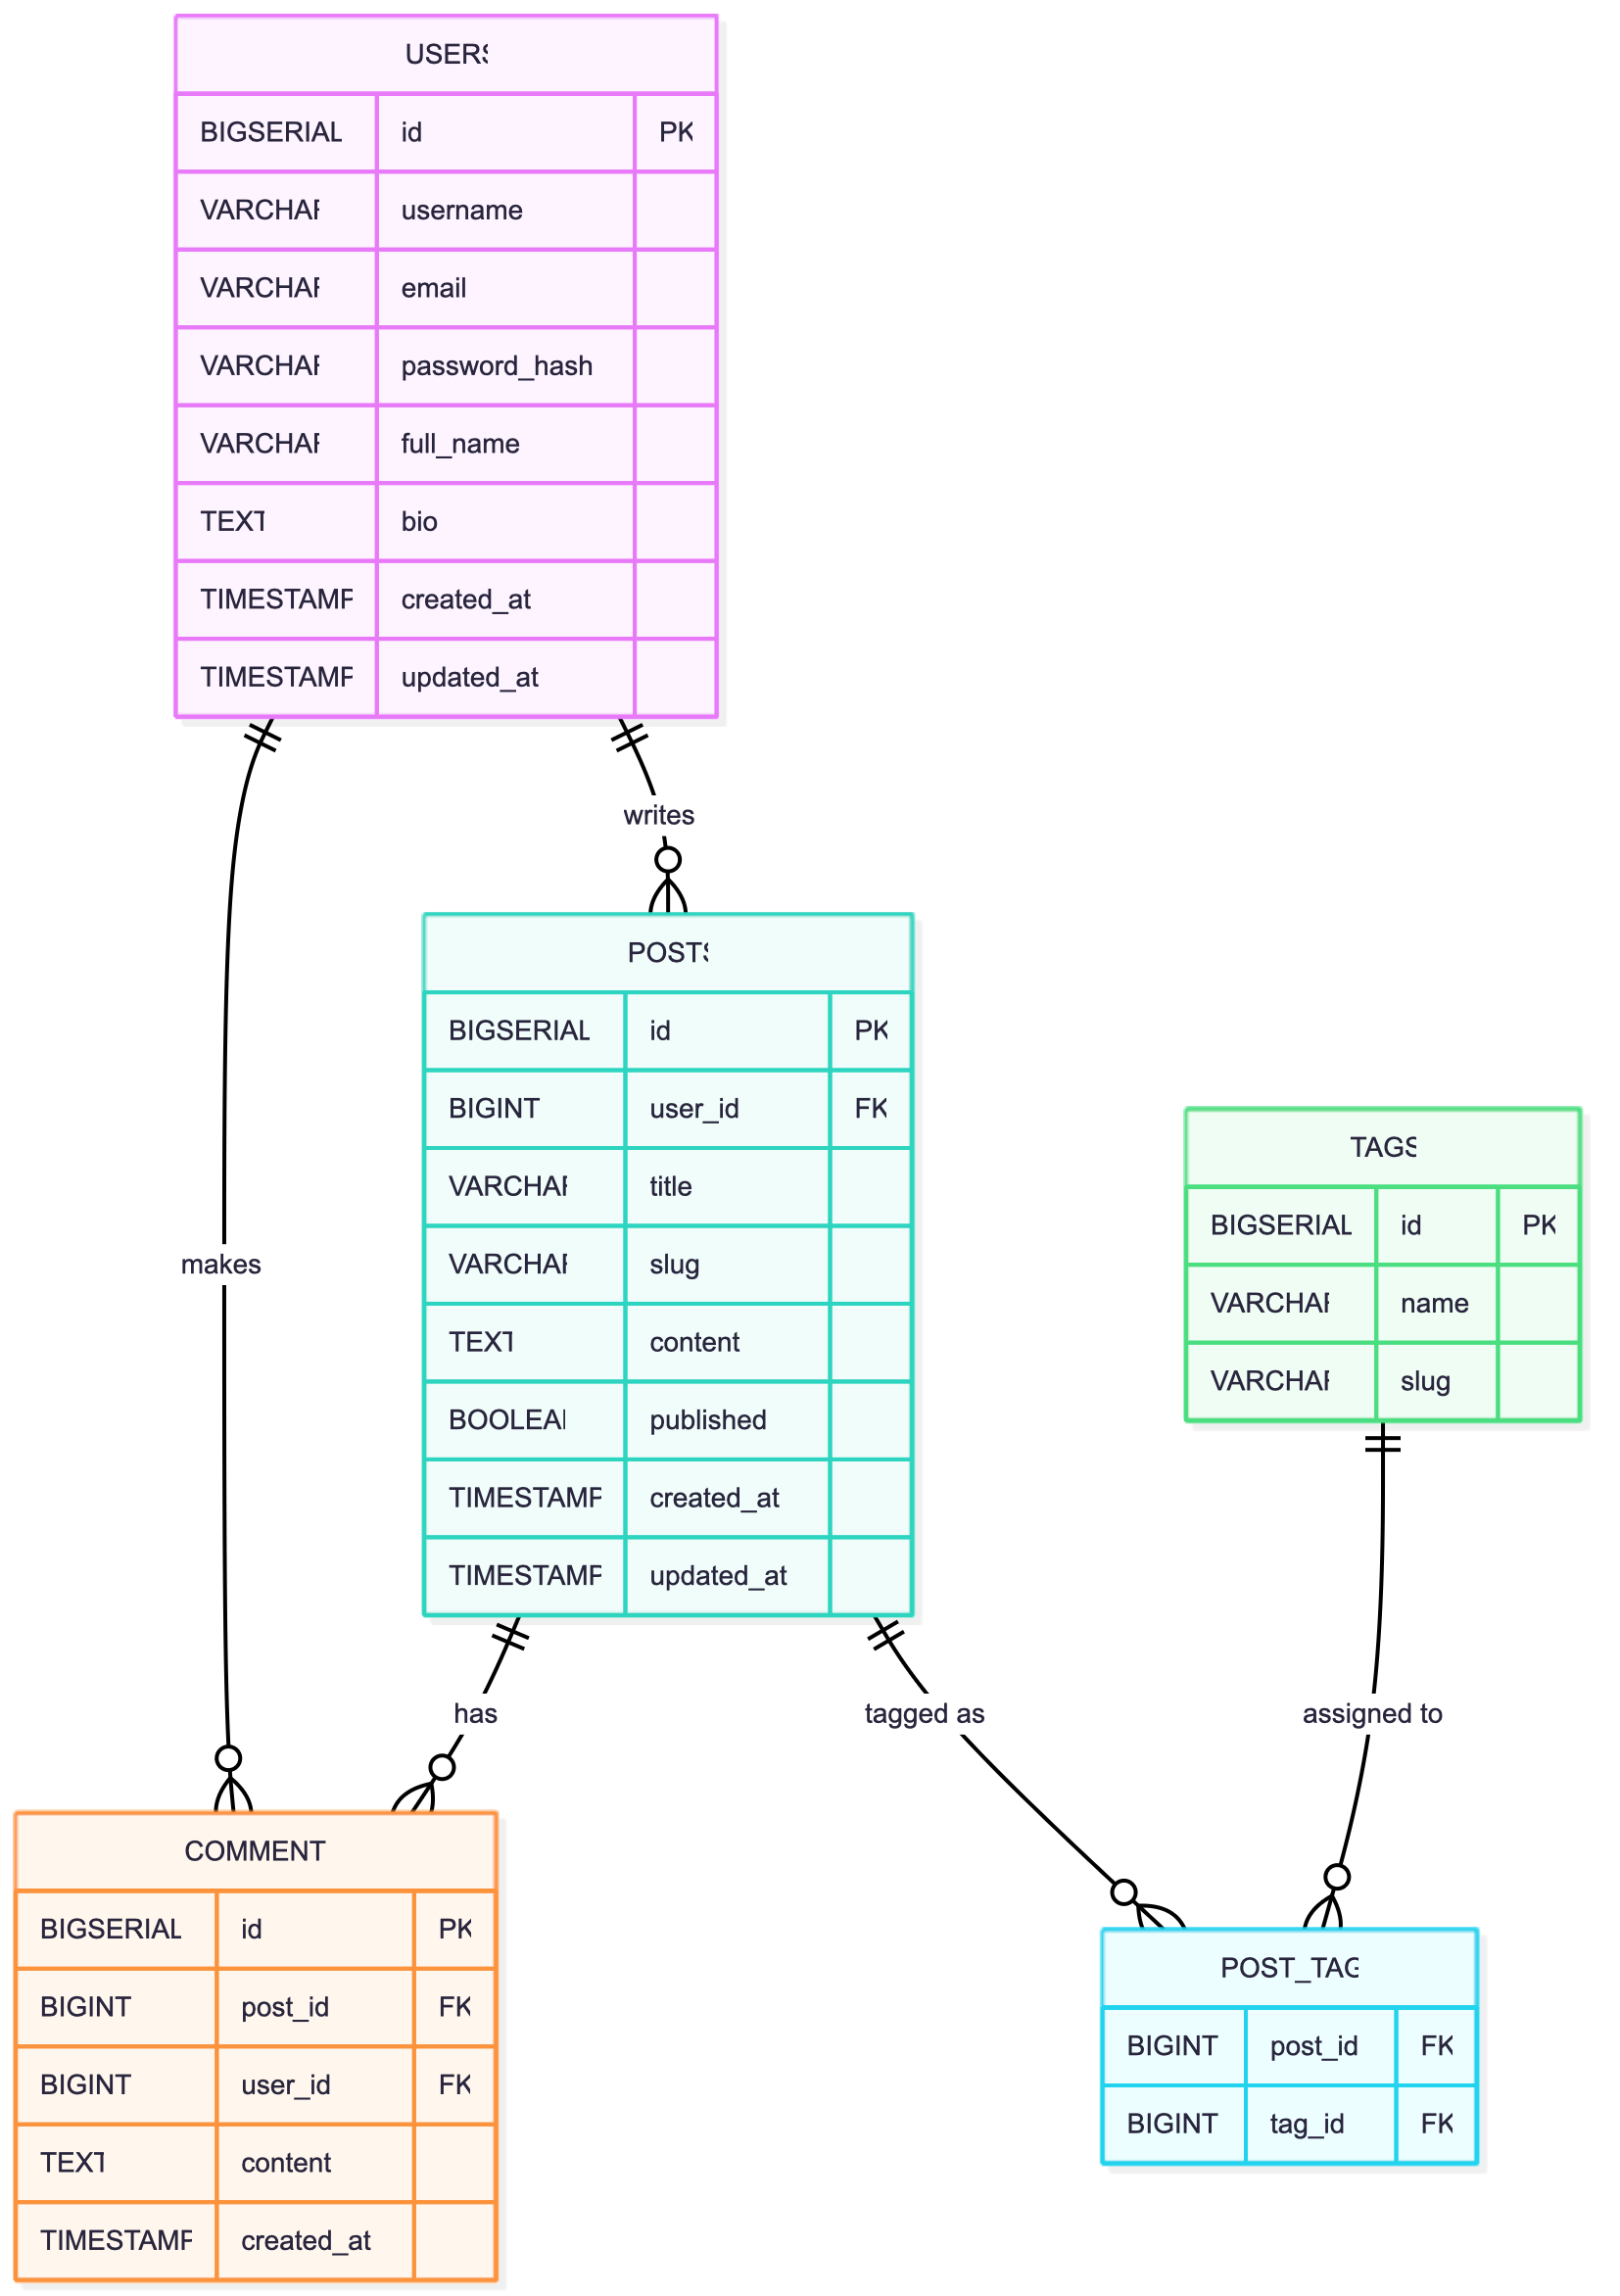 USERS
BIGSERIAL id PK
VARCHAR username
VARCHAR email
VARCHAR password_hash
VARCHAR full_name
TEXT bio
TIMESTAMP created_at
TIMESTAMP updated_at
writes
POSTS
BIGSERIAL id PK
BIGINT user_id FK
VARCHAR title
VARCHAR slug
TEXT content
BOOLEAN published
TIMESTAMP created_at
TIMESTAMP updated_at
TAGS
BIGSERIAL id PK
VARCHAR name
VARCHAR slug
makes
has
tagged as
assigned to
COMMENT
BIGSERIAL id PK
BIGINT post_id FK
BIGINT user_id FK
TEXT content
TIMESTAMP created_at
POST_TAG
BIGINT post_id FK
BIGINT tag_id FK